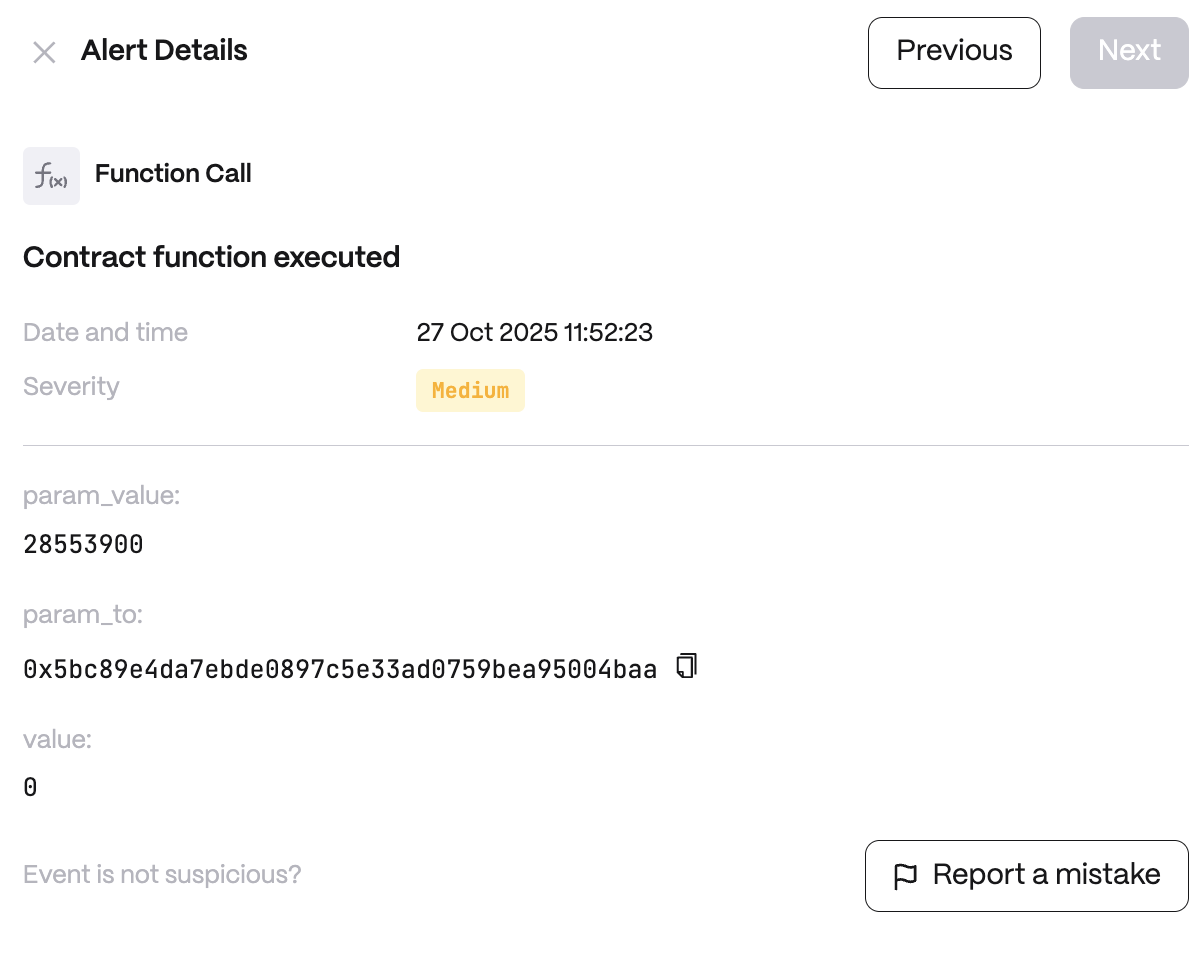 Alert Details
Previous
Next
f(x) Function Call
Contract function executed
Date and time 27 Oct 2025 11:52:23
Severity Medium
param_value:
28553900
param_to:
0x5bc89e4da7ebde0897c5e33ad0759bea95004baa
value:
0
Event is not suspicious?
Report a mistake